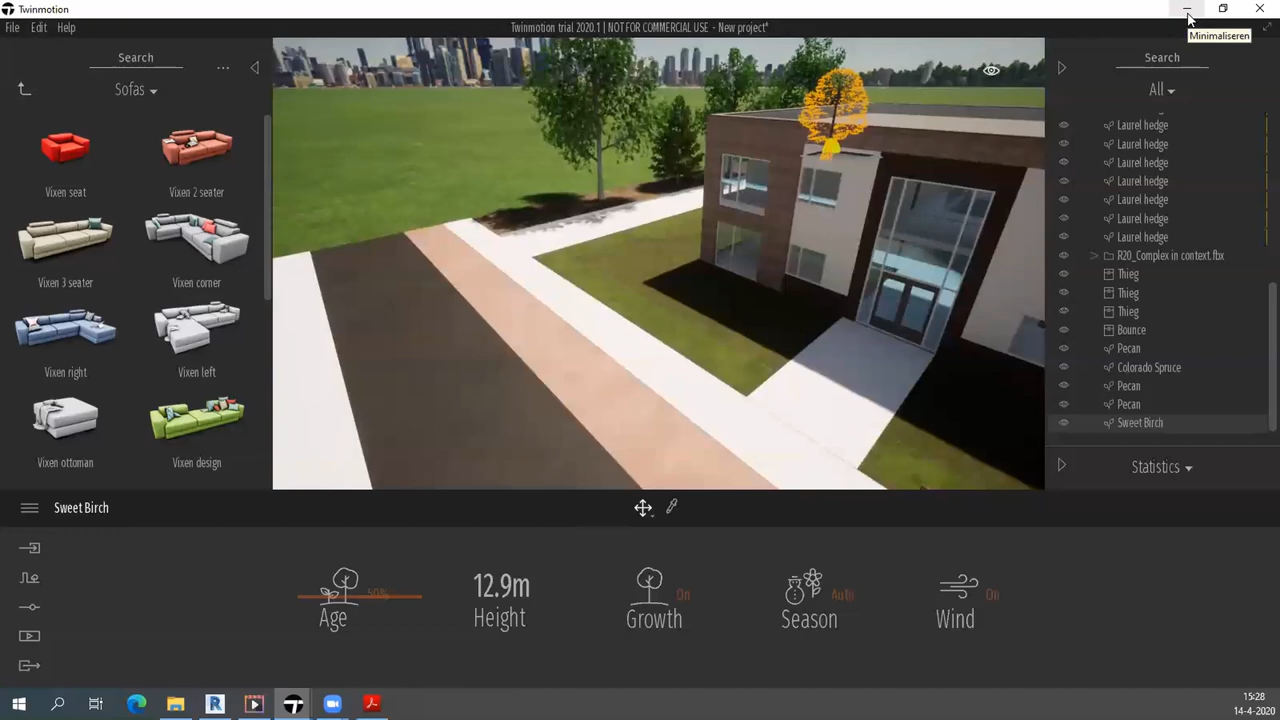 Twinmotion
File Edit Help
Twinmotion trial 2020.1 | NOT FOR COMMERCIAL USE - New project*
Minimaliseren
Search
...
Sofas
Vixen seat
Vixen 2 seater
Vixen 3 seater
Vixen corner
Vixen right
Vixen left
Vixen ottoman
Vixen design
Search
All
Laurel hedge
Laurel hedge
Laurel hedge
Laurel hedge
Laurel hedge
Laurel hedge
Laurel hedge
> R20_Complex in context.fbx
Thieg
Thieg
Thieg
Bounce
Pecan
Colorado Spruce
Pecan
Pecan
Sweet Birch
Statistics
Sweet Birch
50%
Age
12.9m
Height
On
Growth
Auto
Season
On
Wind
R
15:28
14-4-2020